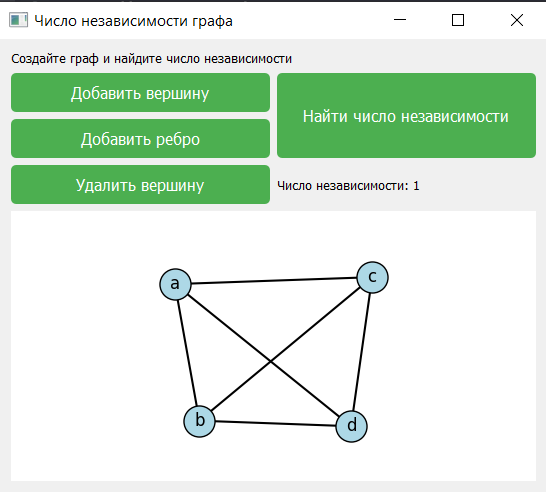 Число независимости графа
Создайте граф и найдите число независимости
Добавить вершину
Найти число независимости
Добавить ребро
Удалить вершину
Число независимости: 1
a
c
b
d